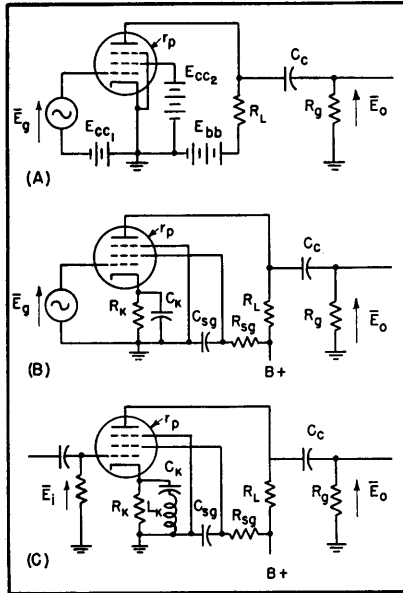 r_p
C_C
E_CC2
E_g
E_CC1
E_bb
R_L
R_g
E_o
(A)
r_p
C_C
E_g
R_K
C_K
C_sg
R_sg
R_L
R_g
E_o
B+
(B)
r_p
C_C
E_i
R_K
L_K
C_K
C_sg
R_sg
R_L
R_g
E_o
B+
(C)